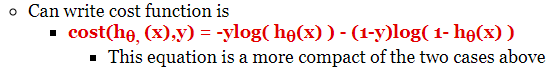 Can write cost function is
cost(hθ, (x),y) = -ylog( hθ(x) ) - (1-y)log( 1- hθ(x) )
This equation is a more compact of the two cases above